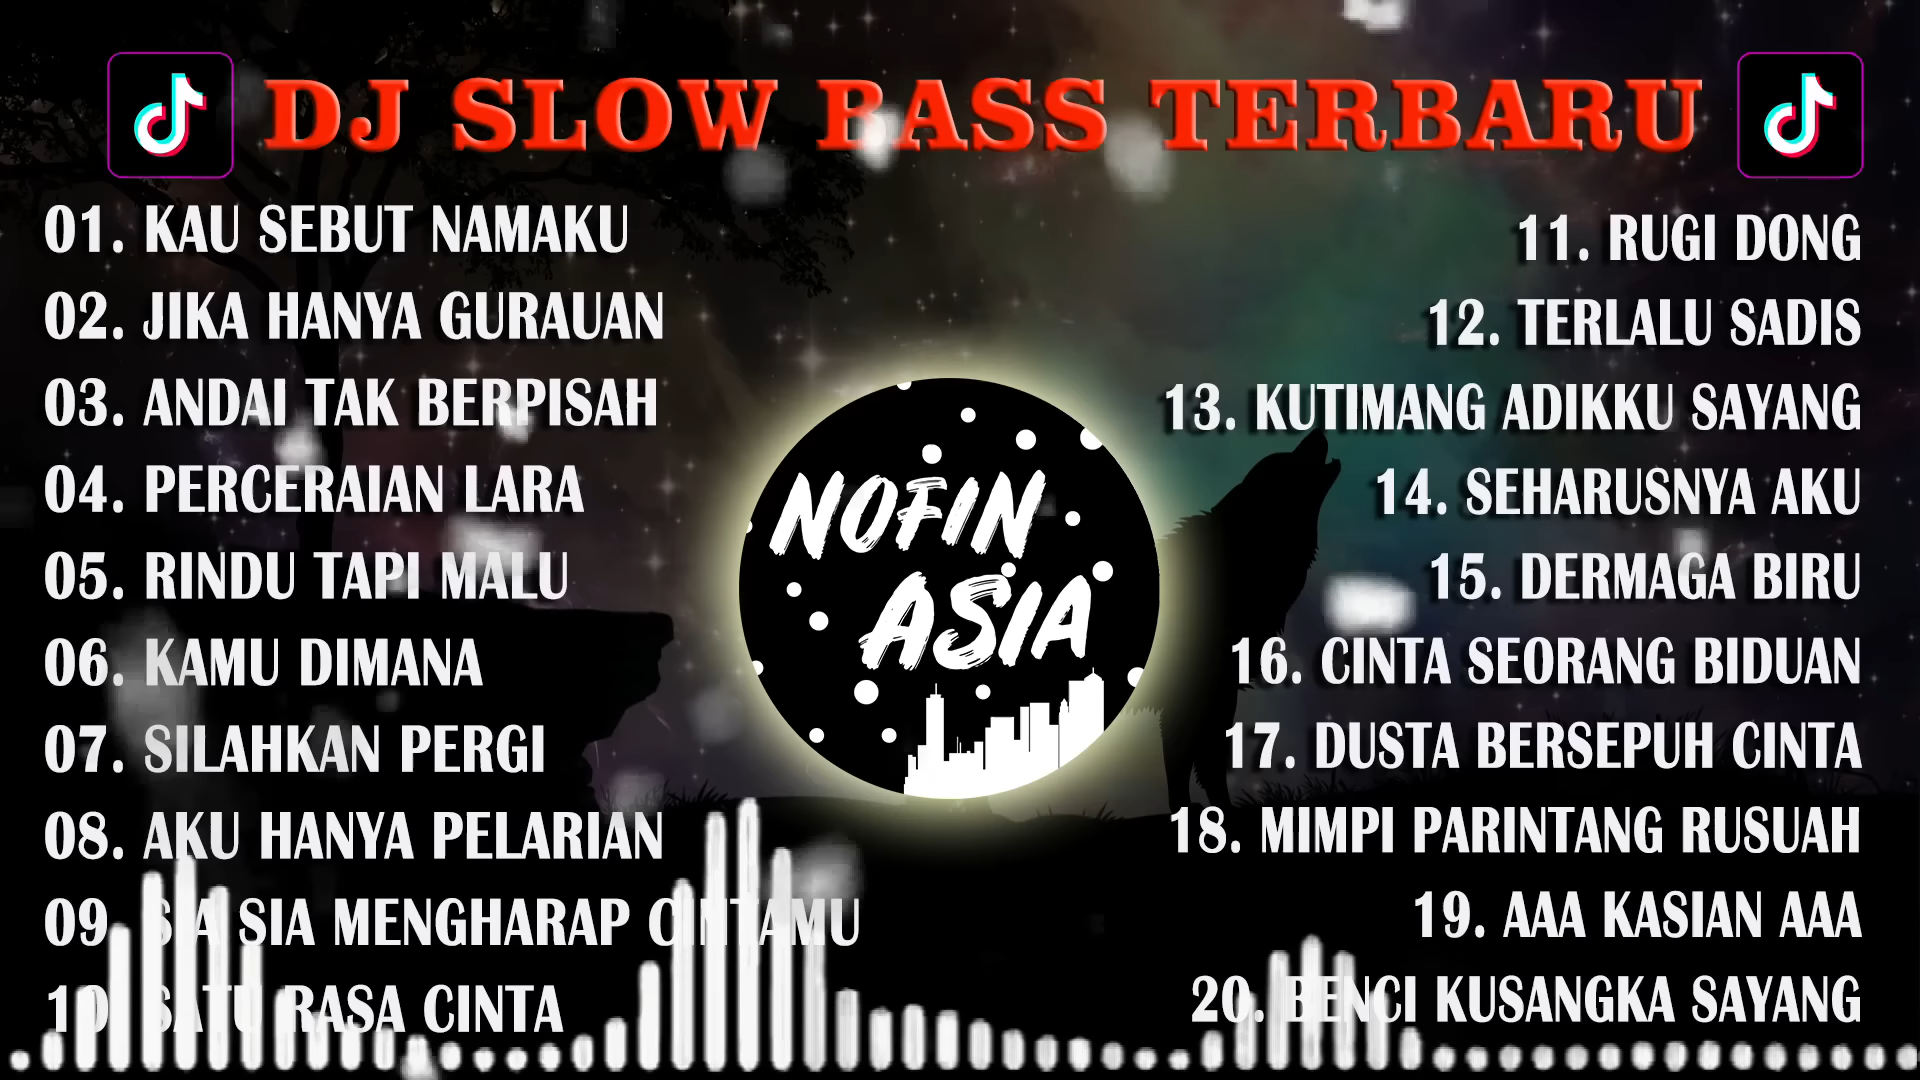 DJ SLOW BASS TERBARU
01. KAU SEBUT NAMAKU
02. JIKA HANYA GURAUAN
03. ANDAI TAK BERPISAH
04. PERCERAIAN LARA
05. RINDU TAPI MALU
06. KAMU DIMANA
07. SILAHKAN PERGI
08. AKU HANYA PELARIAN
09. SIA SIA MENGHARAP CINTAMU
10. SATU RASA CINTA
NOFIN
ASIA
11. RUGI DONG
12. TERLALU SADIS
13. KUTIMANG ADIKKU SAYANG
14. SEHARUSNYA AKU
15. DERMAGA BIRU
16. CINTA SEORANG BIDUAN
17. DUSTA BERSEPUH CINTA
18. MIMPI PARINTANG RUSUAH
19. AAA KASIAN AAA
20. BENCI KUSANGKA SAYANG